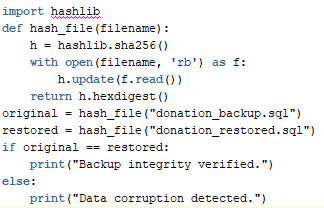 import hashlib
def hash_file(filename):
    h = hashlib.sha256()
    with open(filename, 'rb') as f:
        h.update(f.read())
    return h.hexdigest()
original = hash_file("donation_backup.sql")
restored = hash_file("donation_restored.sql")
if original == restored:
    print("Backup integrity verified.")
else:
    print("Data corruption detected.")